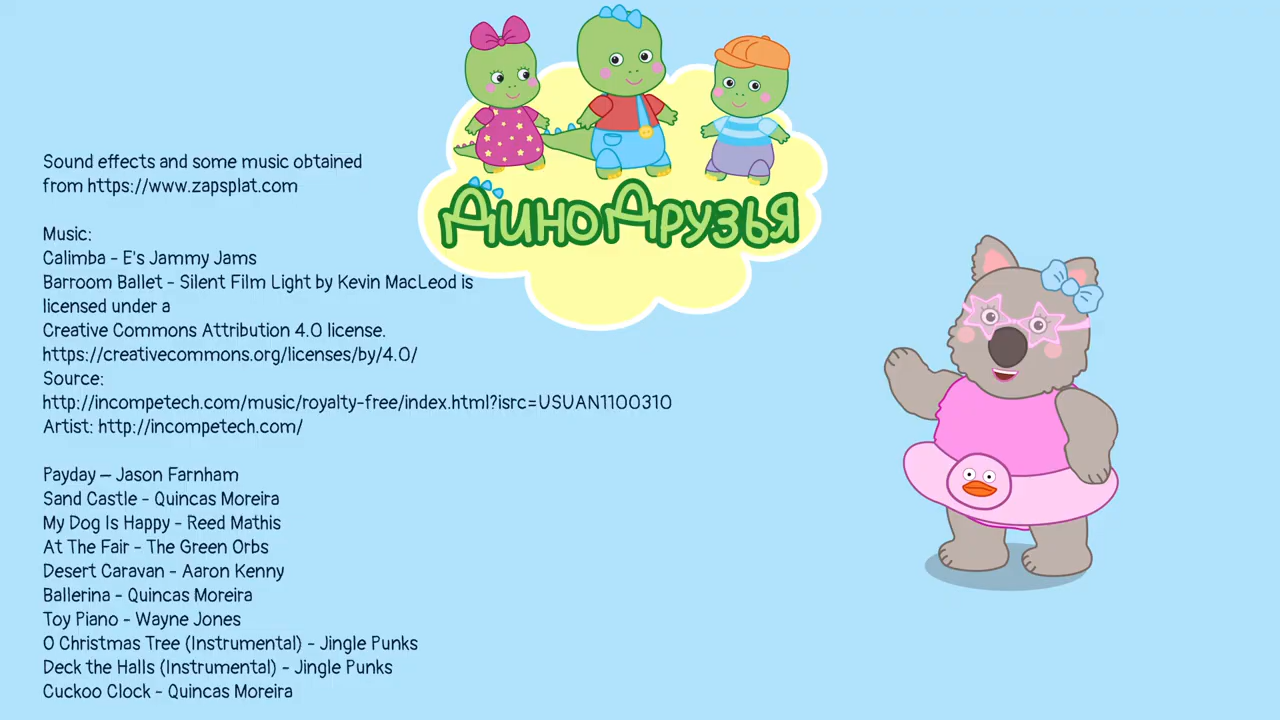 ДиноДрузья
Sound effects and some music obtained
from https://www.zapsplat.com
Music:
Calimba - E's Jammy Jams
Barroom Ballet - Silent Film Light by Kevin MacLeod is
licensed under a
Creative Commons Attribution 4.0 license.
https://creativecommons.org/licenses/by/4.0/
Source:
http://incompetech.com/music/royalty-free/index.html?isrc=USUAN1100310
Artist: http://incompetech.com/
Payday – Jason Farnham
Sand Castle - Quincas Moreira
My Dog Is Happy - Reed Mathis
At The Fair - The Green Orbs
Desert Caravan - Aaron Kenny
Ballerina - Quincas Moreira
Toy Piano - Wayne Jones
O Christmas Tree (Instrumental) - Jingle Punks
Deck the Halls (Instrumental) - Jingle Punks
Cuckoo Clock - Quincas Moreira